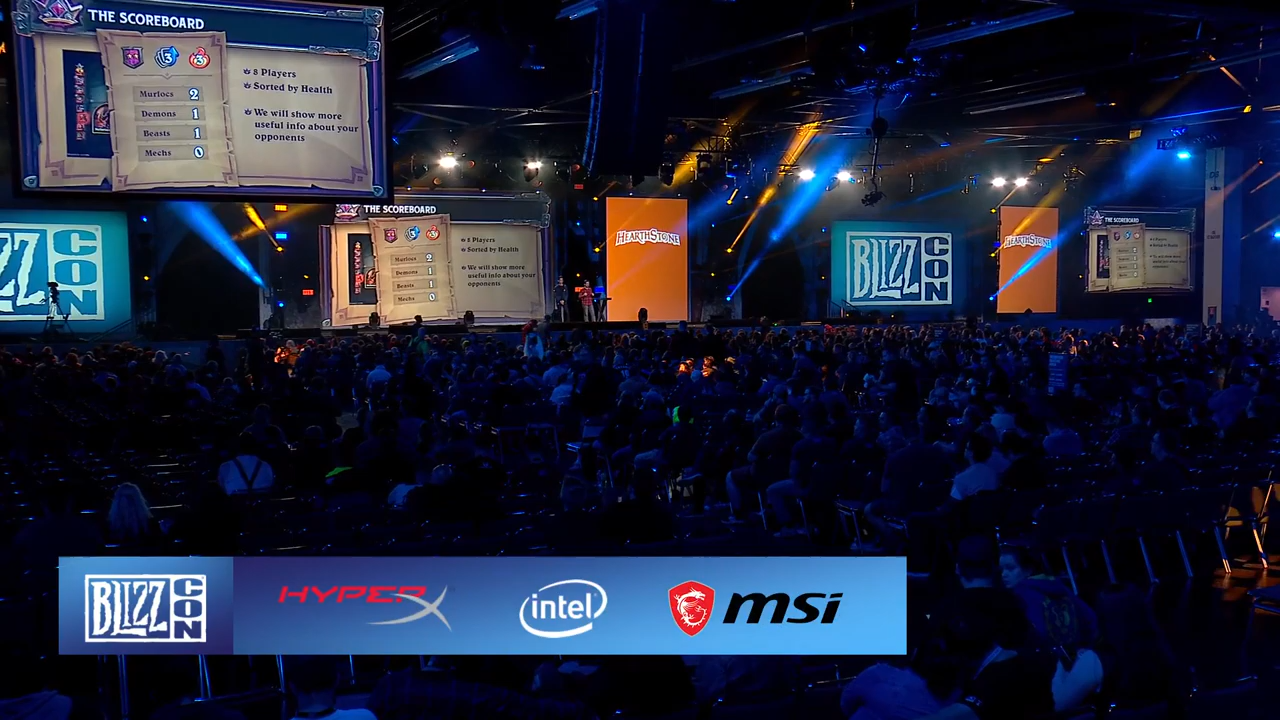 THE SCOREBOARD
3
3
Murlocs 2
Demons 1
Beasts 1
Mechs 0
8 Players
Sorted by Health
We will show more
useful info about your
opponents
THE SCOREBOARD
Murlocs 2
Demons 1
Beasts 1
Mechs 0
8 Players
Sorted by Health
We will show more
useful info about your
opponents
HEARTHSTONE
BLIZZ
CON
HEARTHSTONE
THE SCOREBOARD
ZZ
CON
BLIZZ
CON
HYPERX
intel
msi